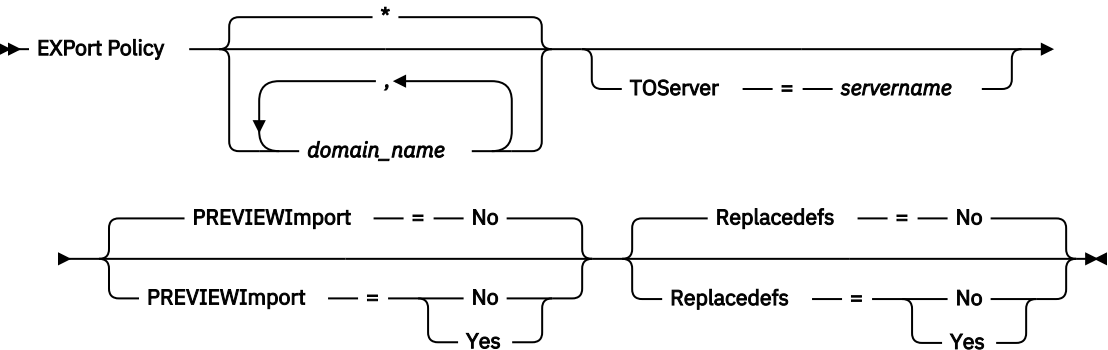 *
EXPort Policy
,
TOServer = servername
domain_name
PREVIEWImport = No Replacedefs = No
PREVIEWImport = No Replacedefs = No
Yes Yes